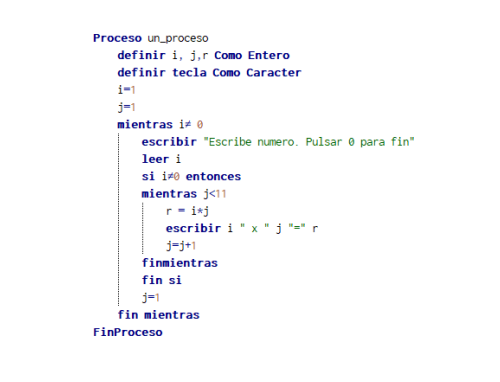 Proceso un_proceso
definir i, j,r Como Entero
definir tecla Como Caracter
i=1
j=1
mientras i≠ 0
escribir "Escribe numero. Pulsar 0 para fin"
leer i
si i≠0 entonces
mientras j<11
r = i*j
escribir i " x " j "=" r
j=j+1
finmientras
fin si
j=1
fin mientras
FinProceso